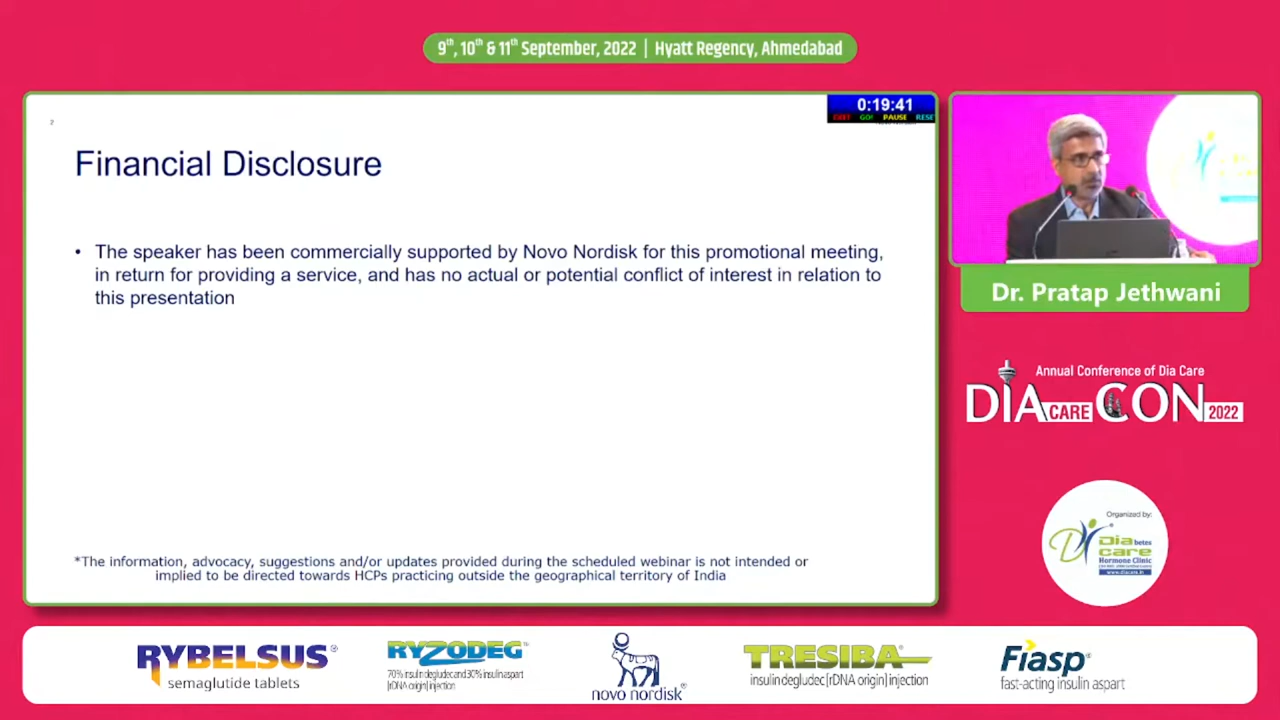 9th, 10th & 11th September, 2022 | Hyatt Regency, Ahmedabad
2
0:19:41
EXIT GO! PAUSE RESE
Financial Disclosure
• The speaker has been commercially supported by Novo Nordisk for this promotional meeting,
in return for providing a service, and has no actual or potential conflict of interest in relation to
this presentation
*The information, advocacy, suggestions and/or updates provided during the scheduled webinar is not intended or
implied to be directed towards HCPs practicing outside the geographical territory of India
Dr. Pratap Jethwani
Annual Conference of Dia Care
DIA CARE CON 2022
Organized by:
Diabetes
care
Hormone Clinic
www.diacare.in
RYBELSUS®
semaglutide tablets
RYZODEG
70% insulin degludec and 30% insulin aspart
[rDNA origin] injection
novo nordisk®
TRESIBA®
insulin degludec [rDNA origin] injection
Fiasp®
fast-acting insulin aspart